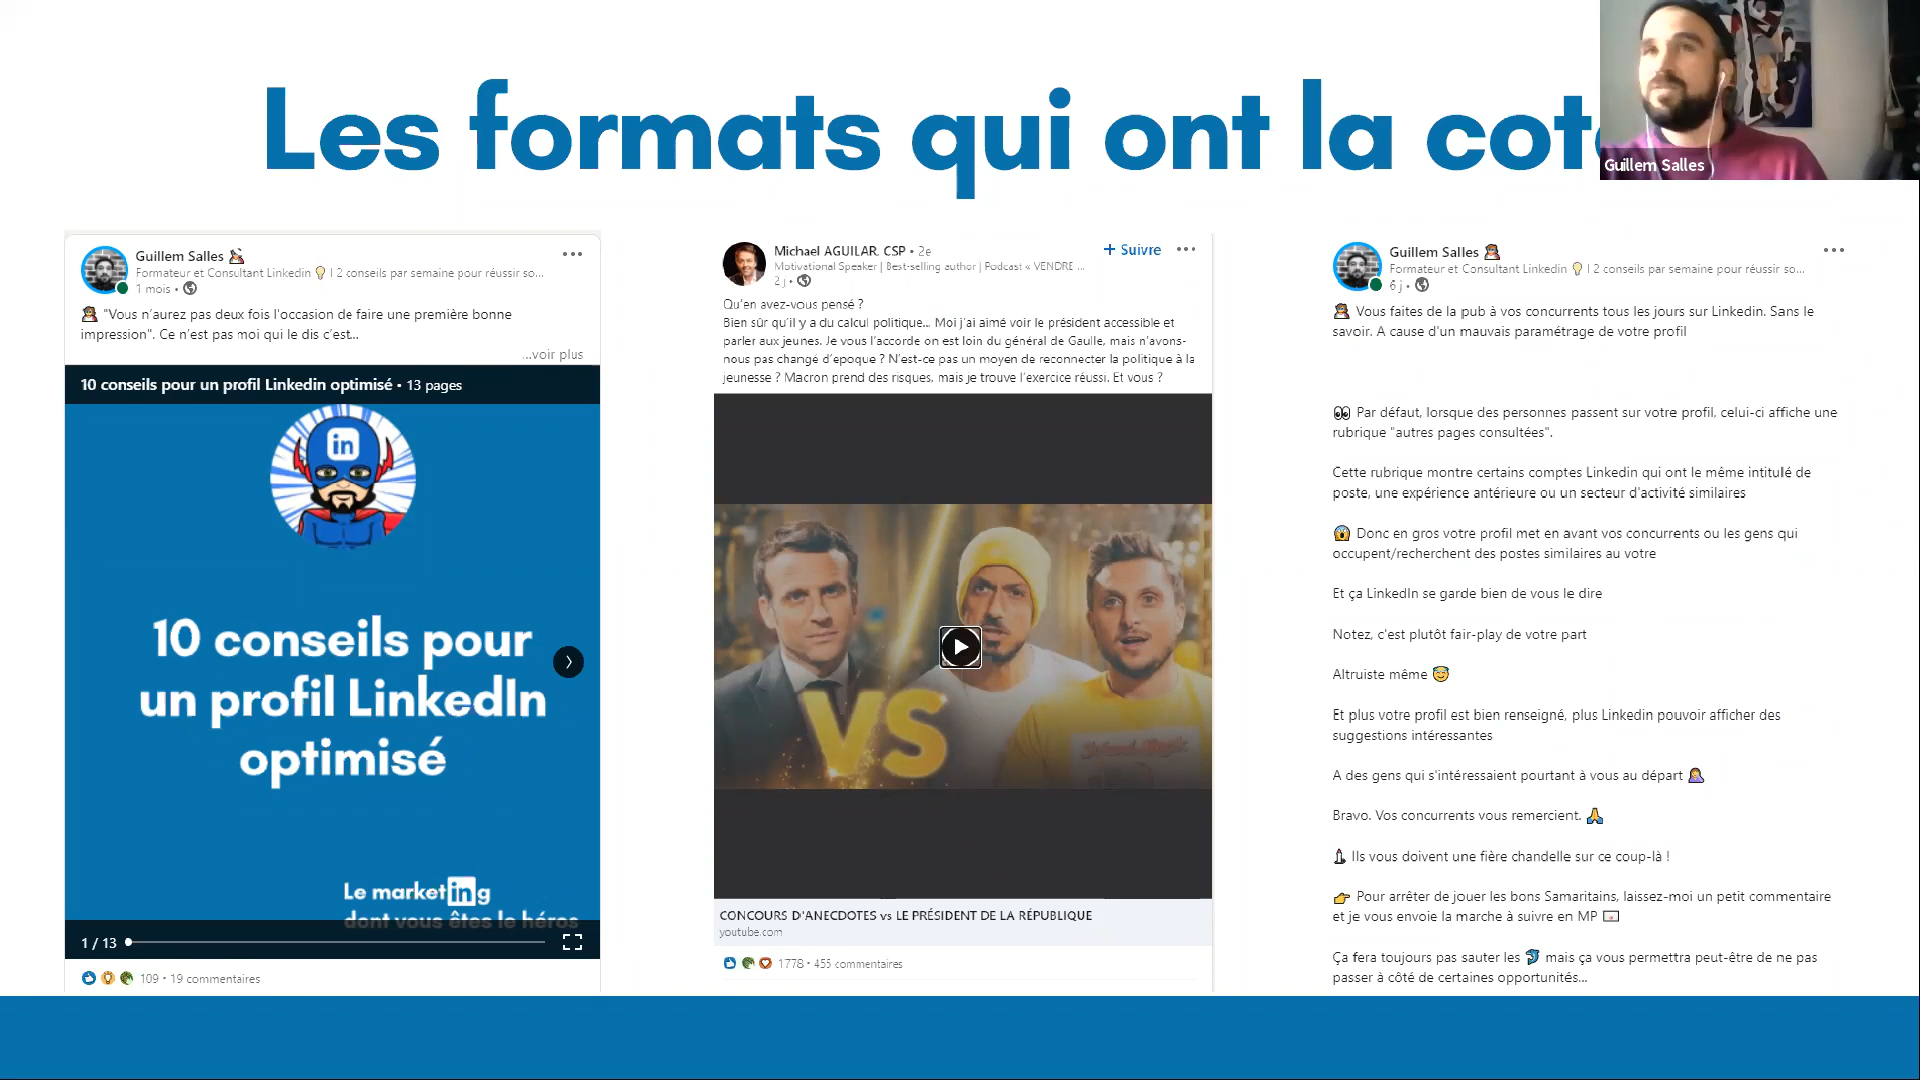 Les formats qui ont la cote
Guillem Salles
Guillem Salles
Formateur et Consultant Linkedin 💡 I 2 conseils par semaine pour réussir so...
1 mois •
"Vous n'aurez pas deux fois l'occasion de faire une première bonne
impression". Ce n'est pas moi qui le dis c'est...
...voir plus
10 conseils pour un profil Linkedin optimisé • 13 pages
in
10 conseils pour
un profil LinkedIn
optimisé
Le marketing
dont vous êtes le héros
1 / 13
109 • 19 commentaires
Michael AGUILAR, CSP • 2e
+ Suivre
Motivational Speaker | Best-selling author | Podcast « VENDRE ...
2 j •
Qu'en avez-vous pensé ?
Bien sûr qu'il y a du calcul politique... Moi j'ai aimé voir le président accessible et
parler aux jeunes. Je vous l'accorde on est loin du général de Gaulle, mais n'avons-
nous pas changé d'époque ? N'est-ce pas un moyen de reconnecter la politique à la
jeunesse ? Macron prend des risques, mais je trouve l'exercice réussi. Et vous ?
VS
CONCOURS D'ANECDOTES vs LE PRÉSIDENT DE LA RÉPUBLIQUE
youtube.com
1778 • 455 commentaires
Guillem Salles
Formateur et Consultant Linkedin 💡 I 2 conseils par semaine pour réussir so...
6 j •
Vous faites de la pub à vos concurrents tous les jours sur Linkedin. Sans le
savoir. A cause d'un mauvais paramétrage de votre profil
👀 Par défaut, lorsque des personnes passent sur votre profil, celui-ci affiche une
rubrique "autres pages consultées".
Cette rubrique montre certains comptes Linkedin qui ont le même intitulé de
poste, une expérience antérieure ou un secteur d'activité similaires
😱 Donc en gros votre profil met en avant vos concurrents ou les gens qui
occupent/recherchent des postes similaires au votre
Et ça LinkedIn se garde bien de vous le dire
Notez, c'est plutôt fair-play de votre part
Altruiste même 😇
Et plus votre profil est bien renseigné, plus Linkedin pouvoir afficher des
suggestions intéressantes
A des gens qui s'intéressaient pourtant à vous au départ
Bravo. Vos concurrents vous remercient. 🙏
Ils vous doivent une fière chandelle sur ce coup-là !
👉 Pour arrêter de jouer les bons Samaritains, laissez-moi un petit commentaire
et je vous envoie la marche à suivre en MP
Ça fera toujours pas sauter les 🐬 mais ça vous permettra peut-être de ne pas
passer à côté de certaines opportunités...